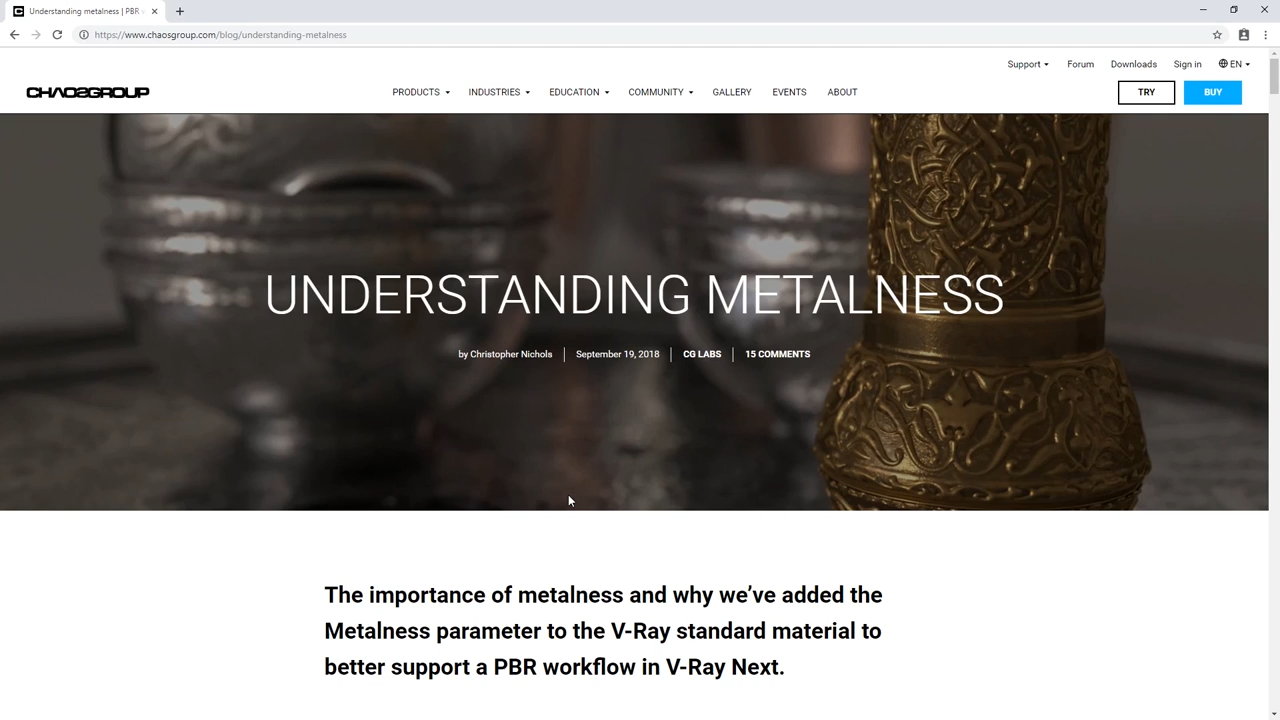 Understanding metalness | PBR
https://www.chaosgroup.com/blog/understanding-metalness
Support Forum Downloads Sign in EN
CHAOSGROUP PRODUCTS INDUSTRIES EDUCATION COMMUNITY GALLERY EVENTS ABOUT TRY BUY
UNDERSTANDING METALNESS
by Christopher Nichols September 19, 2018 CG LABS 15 COMMENTS
The importance of metalness and why we’ve added the
Metalness parameter to the V-Ray standard material to
better support a PBR workflow in V-Ray Next.